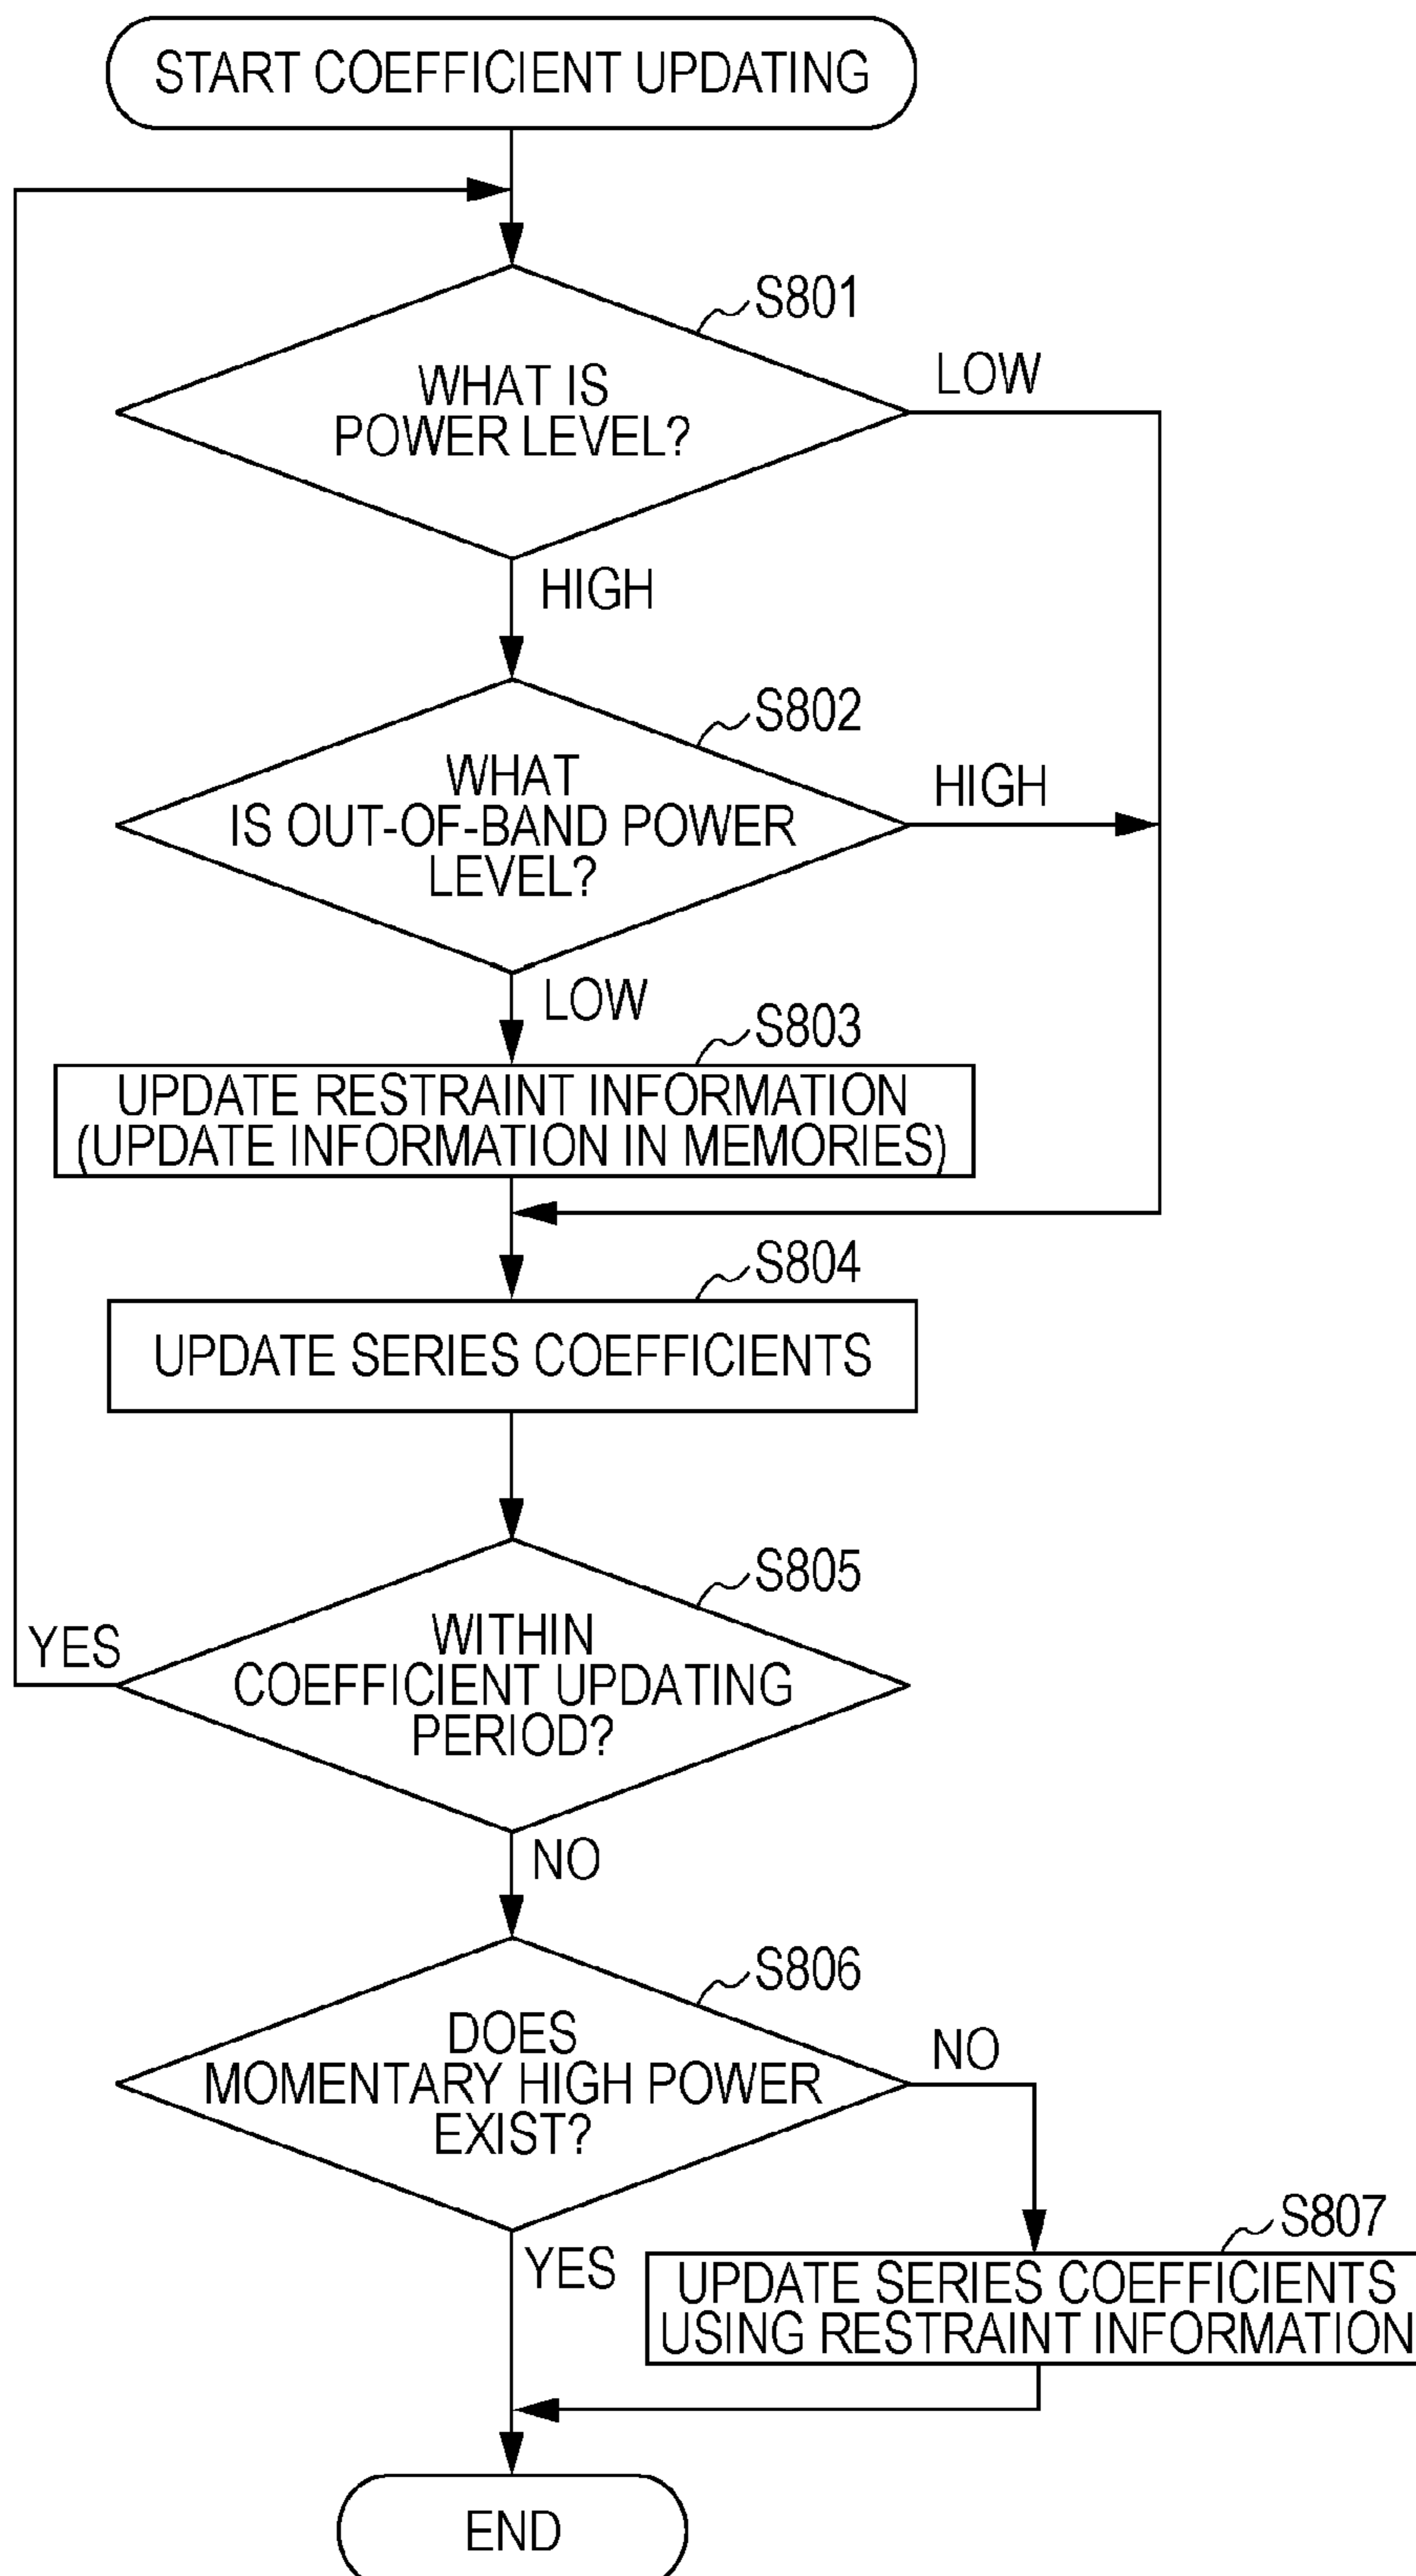 START COEFFICIENT UPDATING
S801
WHAT IS
POWER LEVEL?
LOW
HIGH
S802
WHAT
IS OUT-OF-BAND POWER
LEVEL?
HIGH
LOW
S803
UPDATE RESTRAINT INFORMATION
(UPDATE INFORMATION IN MEMORIES)
S804
UPDATE SERIES COEFFICIENTS
S805
WITHIN
COEFFICIENT UPDATING
PERIOD?
YES
NO
S806
DOES
MOMENTARY HIGH POWER
EXIST?
NO
YES
S807
UPDATE SERIES COEFFICIENTS
USING RESTRAINT INFORMATION
END